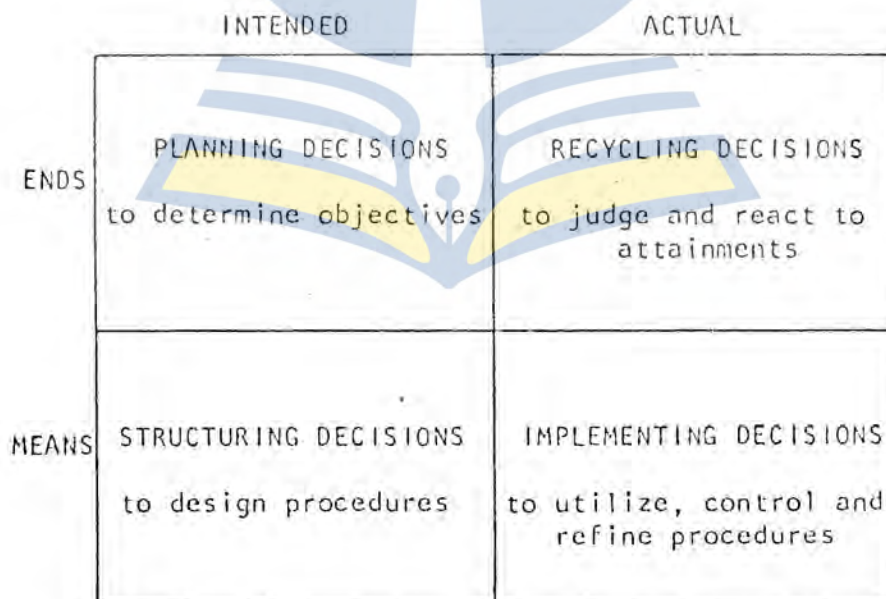 INTENDED ACTUAL
ENDS
PLANNING DECISIONS
to determine objectives
RECYCLING DECISIONS
to judge and react to
attainments
MEANS
STRUCTURING DECISIONS
to design procedures
IMPLEMENTING DECISIONS
to utilize, control and
refine procedures